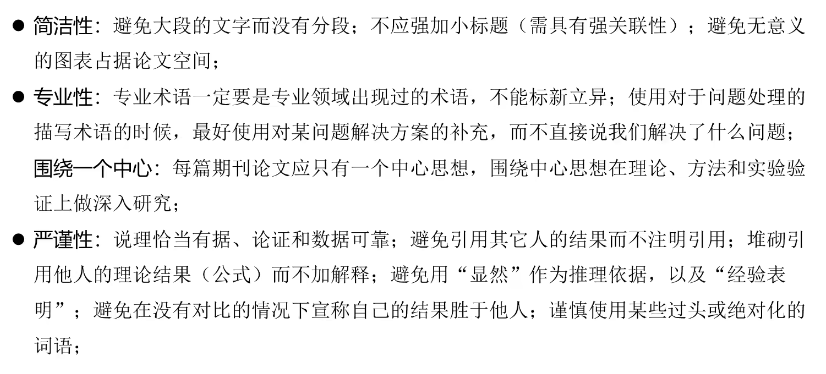 ● 简洁性：避免大段的文字而没有分段；不应强加小标题（需具有强关联性）；避免无意义
的图表占据论文空间；
● 专业性：专业术语一定要是专业领域出现过的术语，不能标新立异；使用对于问题处理的
描写术语的时候，最好使用对某问题解决方案的补充，而不直接说我们解决了什么问题；
围绕一个中心：每篇期刊论文应只有一个中心思想，围绕中心思想在理论、方法和实验验
证上做深入研究；
● 严谨性：说理恰当有据、论证和数据可靠；避免引用其它人的结果而不注明引用；堆砌引
用他人的理论结果（公式）而不加解释；避免用“显然”作为推理依据，以及“经验表
明”；避免在没有对比的情况下宣称自己的结果胜于他人；谨慎使用某些过头或绝对化的
词语；